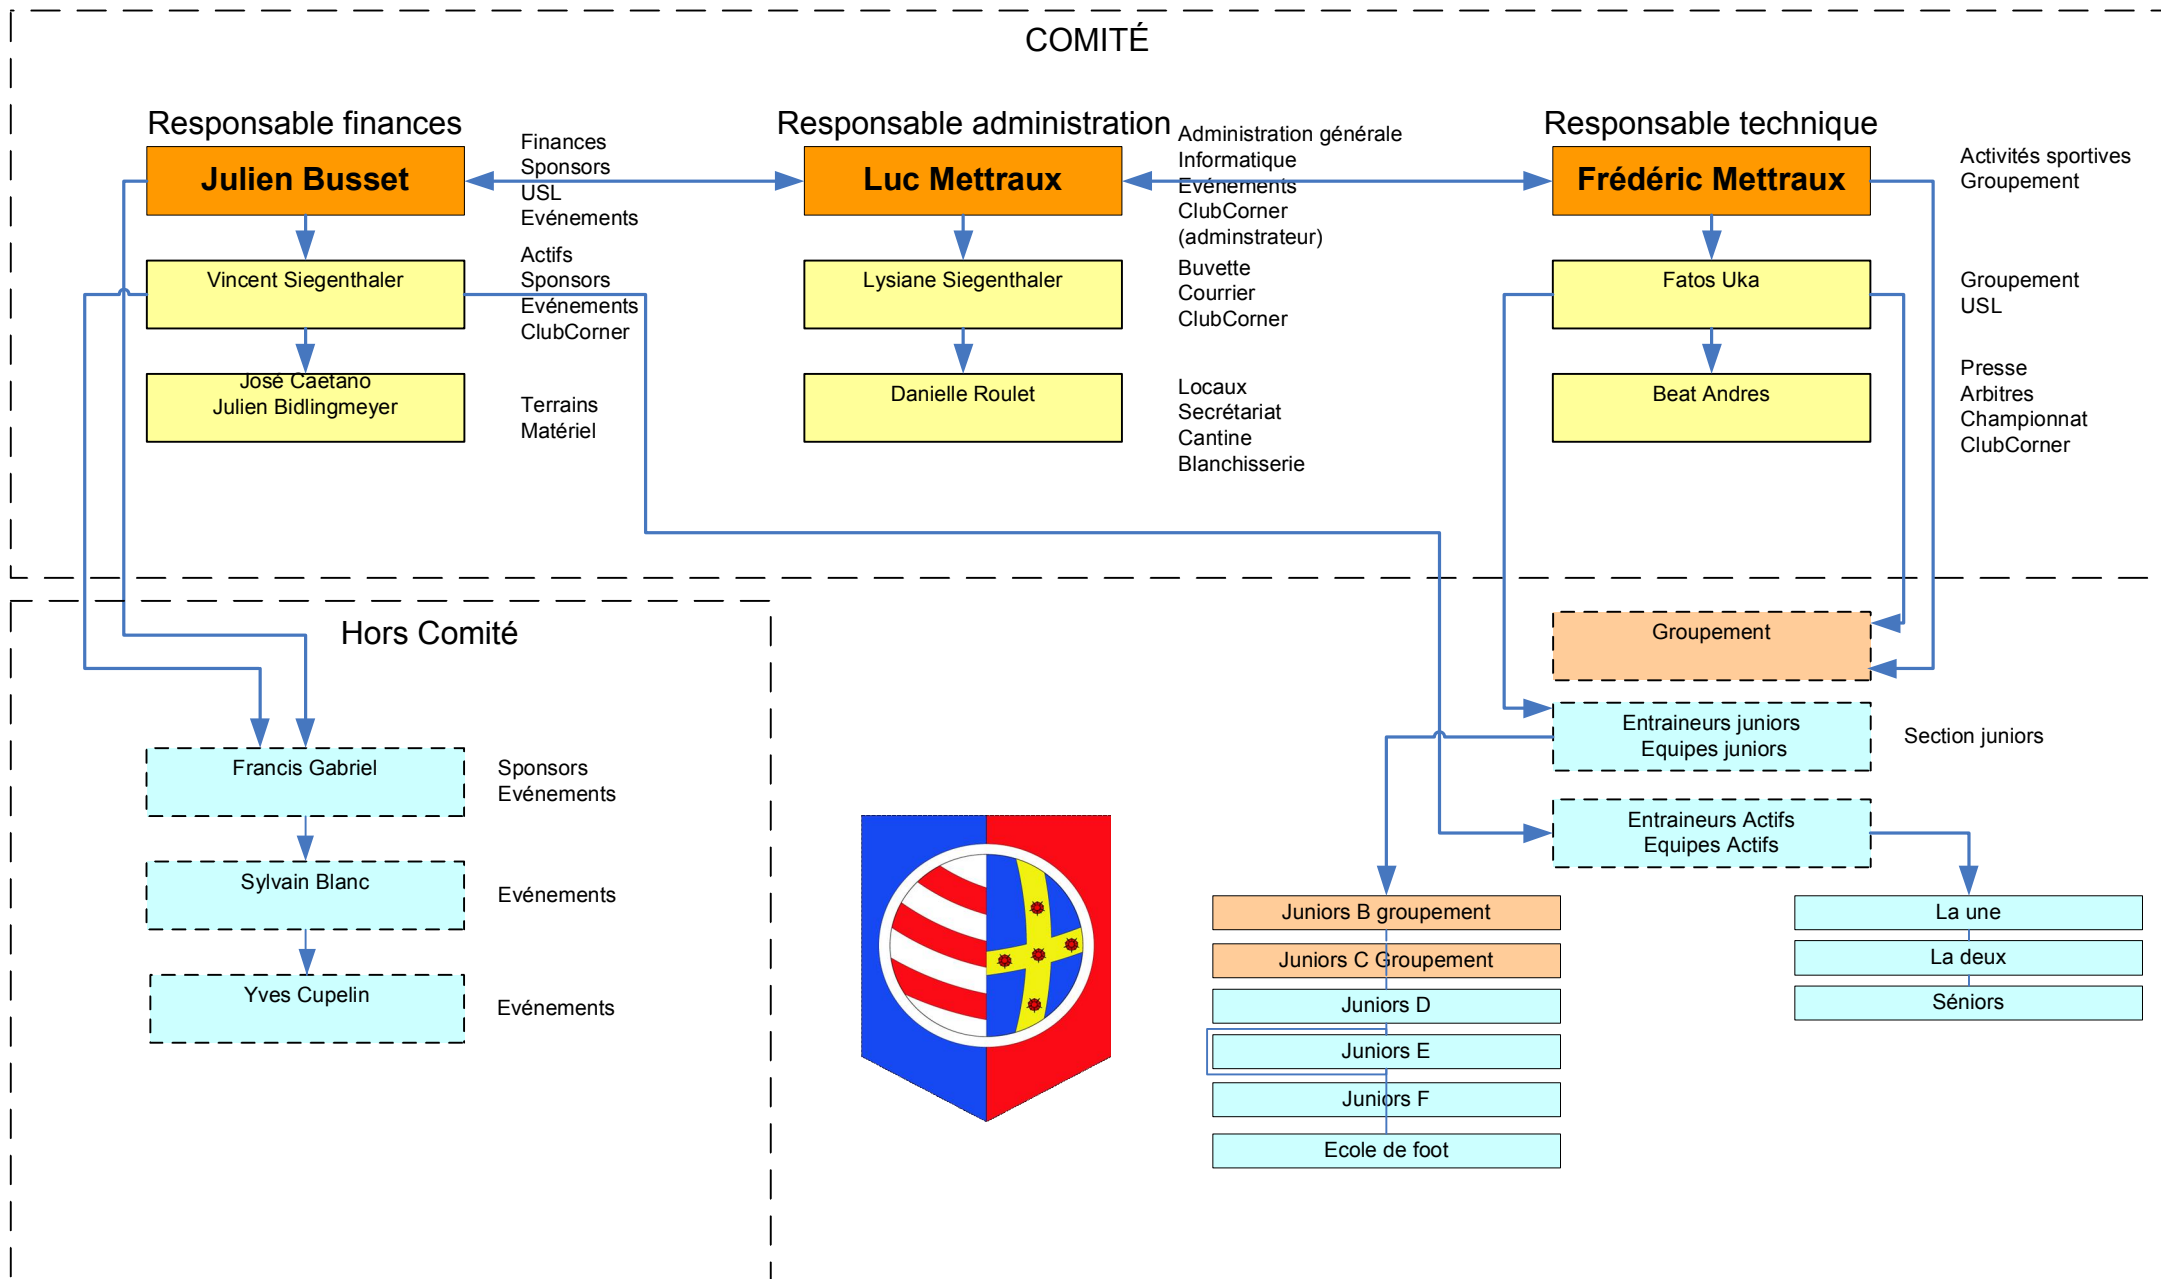 COMITÉ
Responsable finances
Julien Busset
Finances
Sponsors
USL
Evénements
Vincent Siegenthaler
Actifs
Sponsors
Evénements
ClubCorner
José Caetano
Julien Bidlingmeyer
Terrains
Matériel
Responsable administration
Luc Mettraux
Administration générale
Informatique
Evénements
ClubCorner
(adminstrateur)
Lysiane Siegenthaler
Buvette
Courrier
ClubCorner
Danielle Roulet
Locaux
Secrétariat
Cantine
Blanchisserie
Responsable technique
Frédéric Mettraux
Activités sportives
Groupement
Fatos Uka
Groupement
USL
Beat Andres
Presse
Arbitres
Championnat
ClubCorner
Hors Comité
Francis Gabriel
Sponsors
Evénements
Sylvain Blanc
Evénements
Yves Cupelin
Evénements
Groupement
Entraineurs juniors
Equipes juniors
Section juniors
Entraineurs Actifs
Equipes Actifs
Juniors B groupement
Juniors C Groupement
Juniors D
Juniors E
Juniors F
Ecole de foot
La une
La deux
Séniors